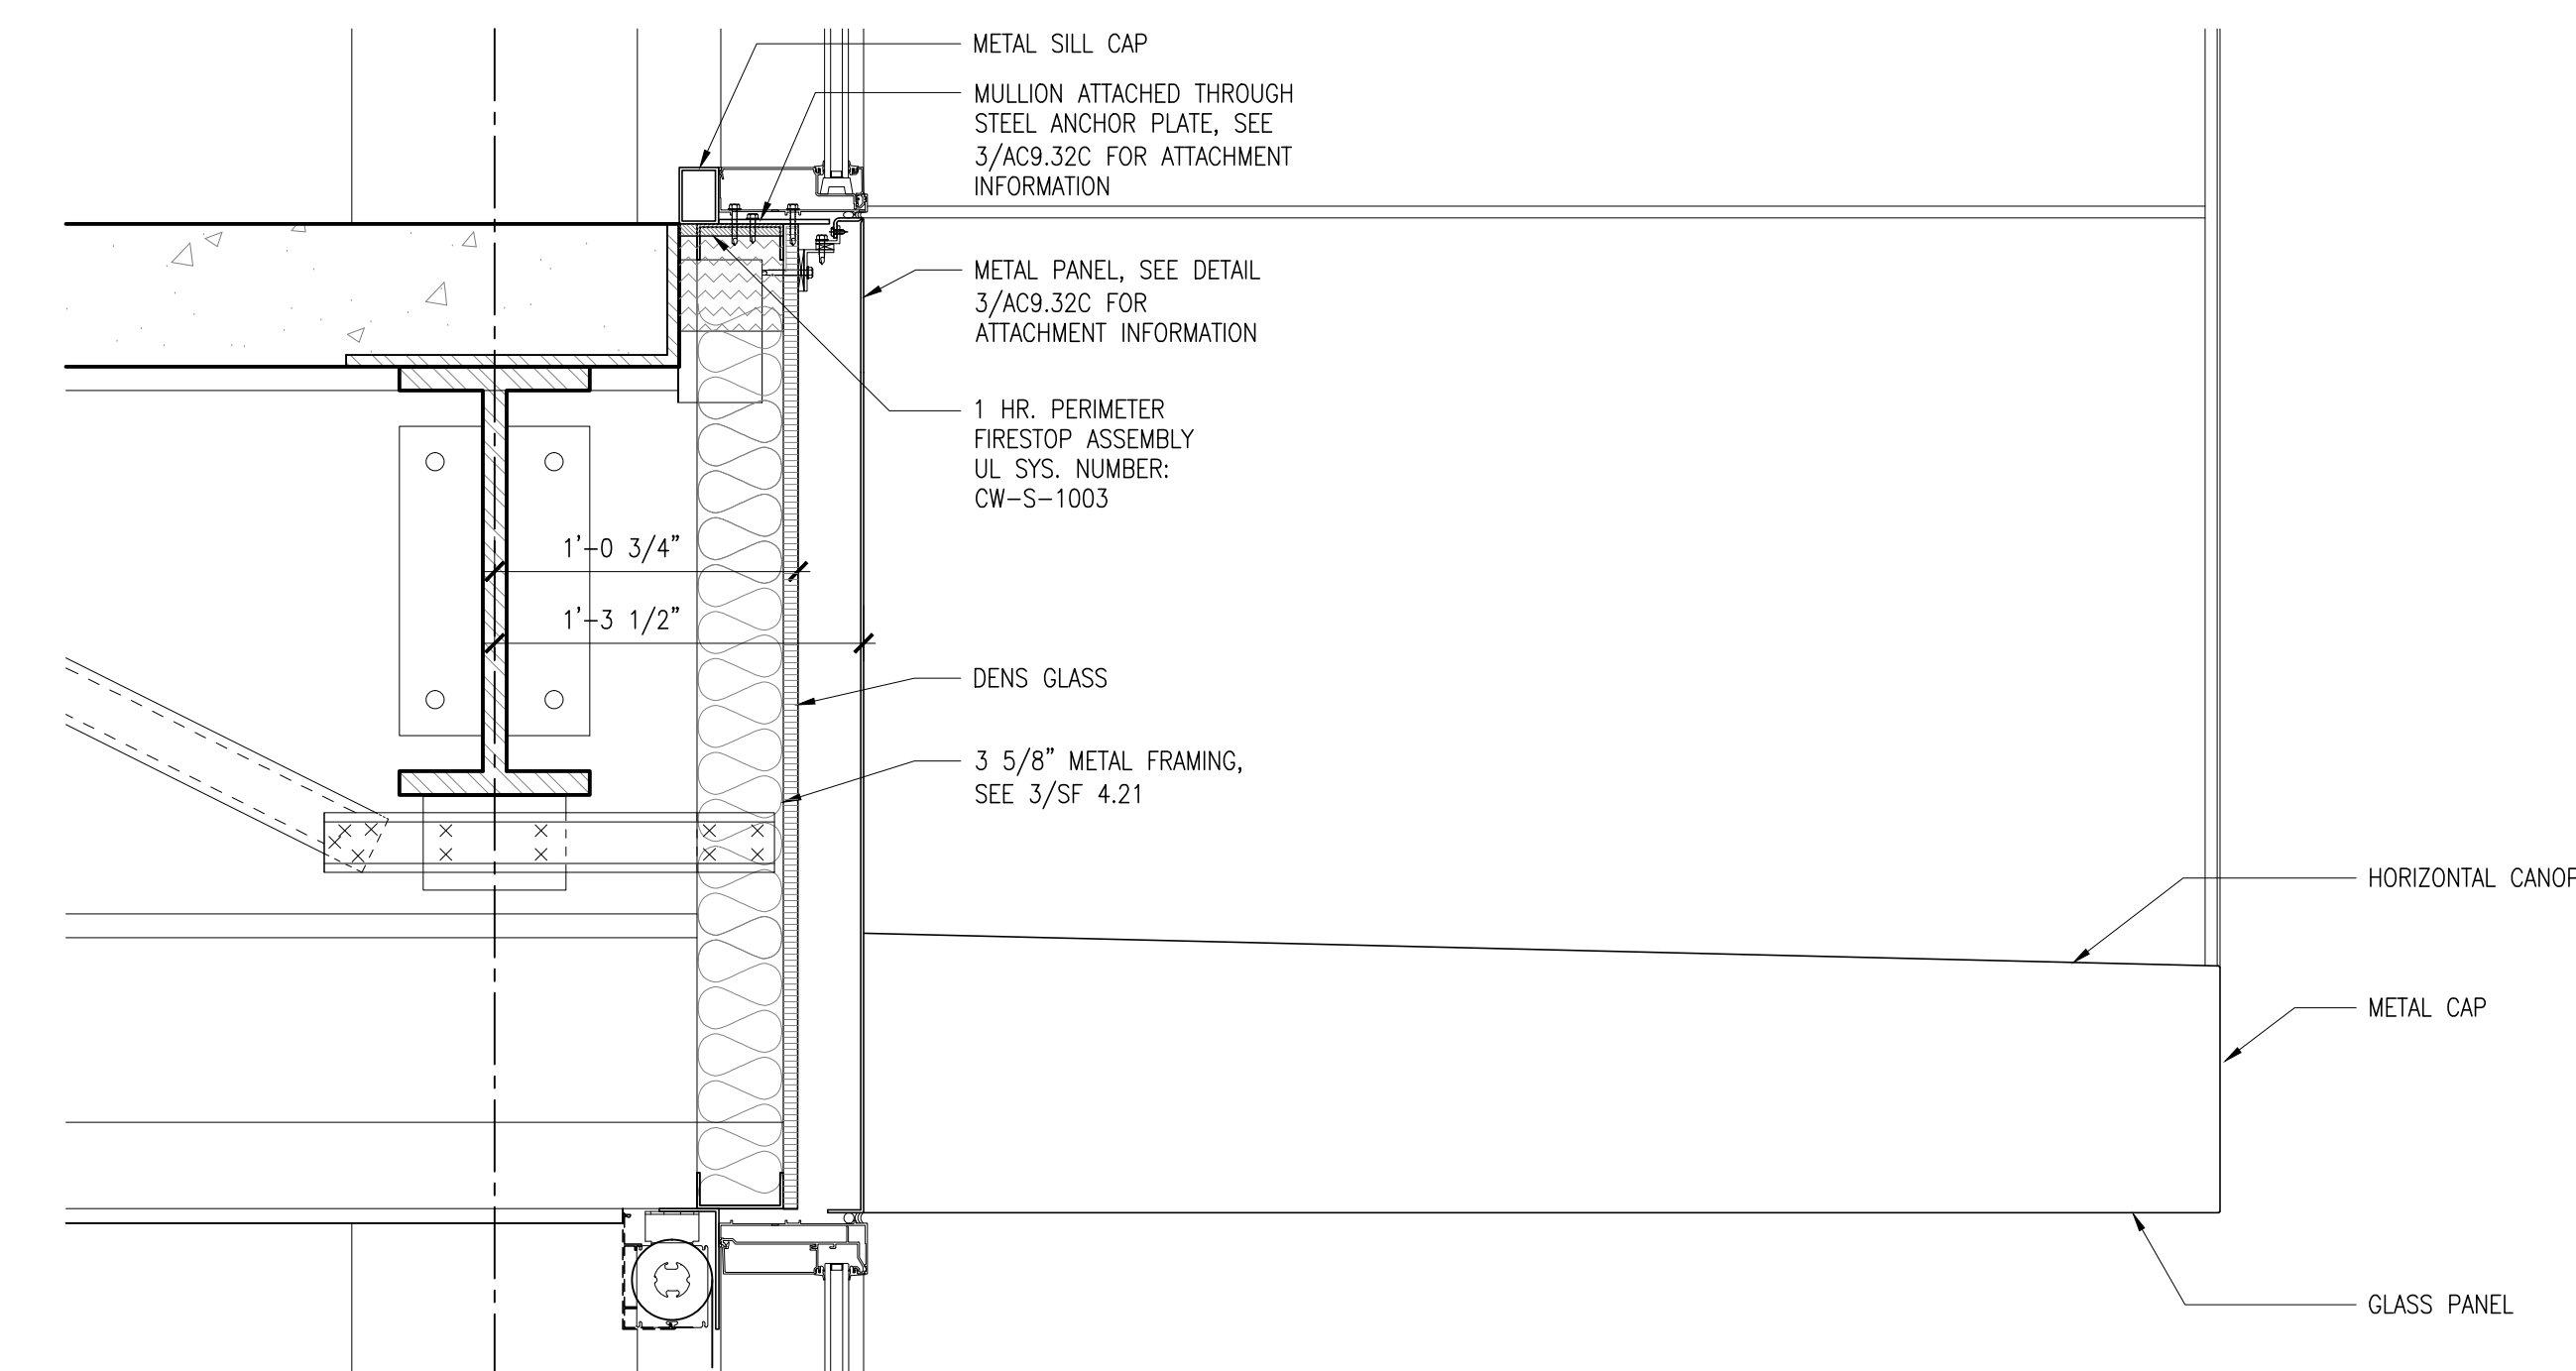 METAL SILL CAP
MULLION ATTACHED THROUGH
STEEL ANCHOR PLATE, SEE
3/AC9.32C FOR ATTACHMENT
INFORMATION
METAL PANEL, SEE DETAIL
3/AC9.32C FOR
ATTACHMENT INFORMATION
1 HR. PERIMETER
FIRESTOP ASSEMBLY
UL SYS. NUMBER:
CW-S-1003
1'-0 3/4"
1'-3 1/2"
DENS GLASS
3 5/8" METAL FRAMING,
SEE 3/SF 4.21
HORIZONTAL
METAL CAP
GLASS PANEL